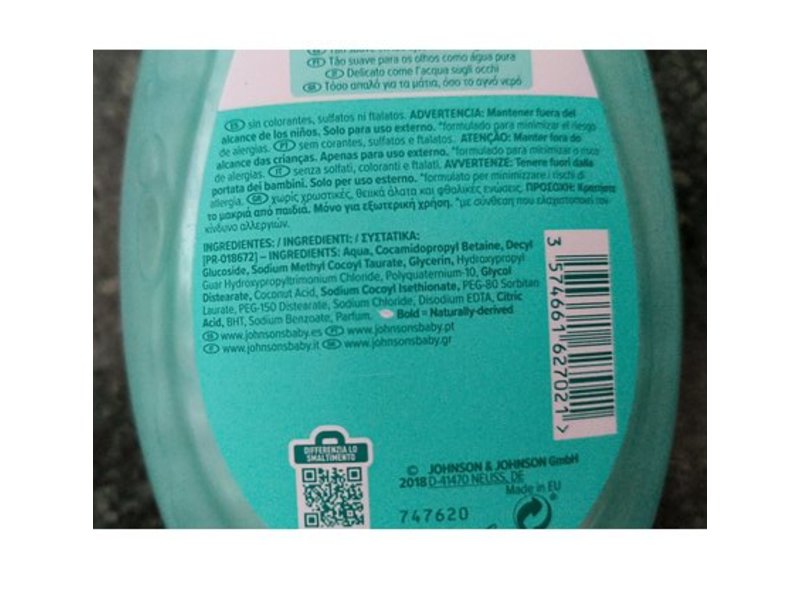 ES Tão suave
PT Tão suave para os olhos como água pura
IT Delicato come l'acqua sugli occhi
GR Τόσο απαλό για τα μάτια, όσο το αγνό νερό
ES sin colorantes, sulfatos ni ftalatos. ADVERTENCIA: Mantener fuera del
alcance de los niños. Solo para uso externo. *formulado para minimizar el riesgo
de alergias. PT sem corantes, sulfatos e ftalatos. ATENÇÃO: Manter fora do
alcance das crianças. Apenas para uso externo. *formulado para minimizar o risco
de alergias. IT senza solfati, coloranti e ftalati. AVVERTENZE: Tenere fuori dalla
portata dei bambini. Solo per uso esterno. *formulato per minimizzare i rischi di
allergia. GR χωρίς χρωστικές, θειικά άλατα και φθαλικές ενώσεις. ΠΡΟΣΟΧΗ: Κρατήστε
το μακριά από παιδιά. Μόνο για εξωτερική χρήση. *με σύνθεση που ελαχιστοποιεί τον
κίνδυνο αλλεργιών.
INGREDIENTES: / INGREDIENTI: / ΣΥΣΤΑΤΙΚΑ:
[PR-018672] – INGREDIENTS: Aqua, Cocamidopropyl Betaine, Decyl
Glucoside, Sodium Methyl Cocoyl Taurate, Glycerin, Hydroxypropyl
Guar Hydroxypropyltrimonium Chloride, Polyquaternium-10, Glycol
Distearate, Coconut Acid, Sodium Cocoyl Isethionate, PEG-80 Sorbitan
Laurate, PEG-150 Distearate, Sodium Chloride, Disodium EDTA, Citric
Acid, BHT, Sodium Benzoate, Parfum. Bold = Naturally-derived
ES www.johnsonsbaby.es PT www.johnsonsbaby.pt
IT www.johnsonsbaby.it GR www.johnsonsbaby.gr
3 574661 627021 >
DIFFERENZIA LO
SMALTIMENTO
© JOHNSON & JOHNSON GmbH
2018 D-41470 NEUSS, DE
Made in EU
747620